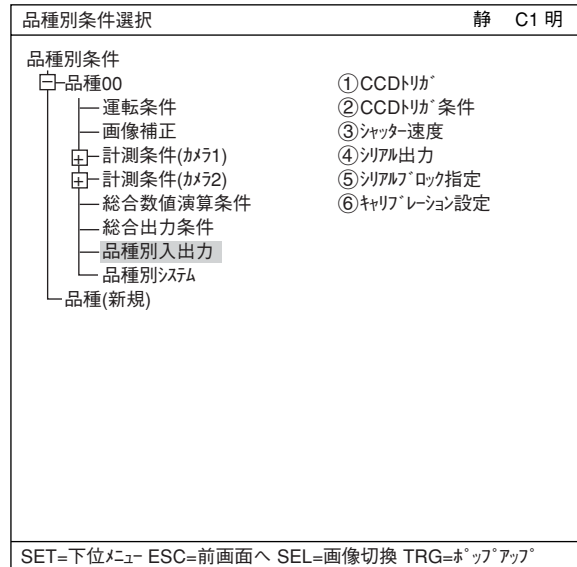 品種別条件選択 静 C1 明
品種別条件
品種00 ①CCDﾄﾘｶﾞ
運転条件 ②CCDﾄﾘｶﾞ条件
画像補正 ③ｼｬｯﾀｰ速度
計測条件(ｶﾒﾗ1) ④ｼﾘｱﾙ出力
計測条件(ｶﾒﾗ2) ⑤ｼﾘｱﾙﾌﾞﾛｯｸ指定
総合数値演算条件 ⑥ｷｬﾘﾌﾞﾚｰｼｮﾝ設定
総合出力条件
品種別入出力
品種別ｼｽﾃﾑ
品種(新規)
SET=下位ﾒﾆｭｰ ESC=前画面へ SEL=画像切換 TRG=ﾎﾟｯﾌﾟｱｯﾌﾟ